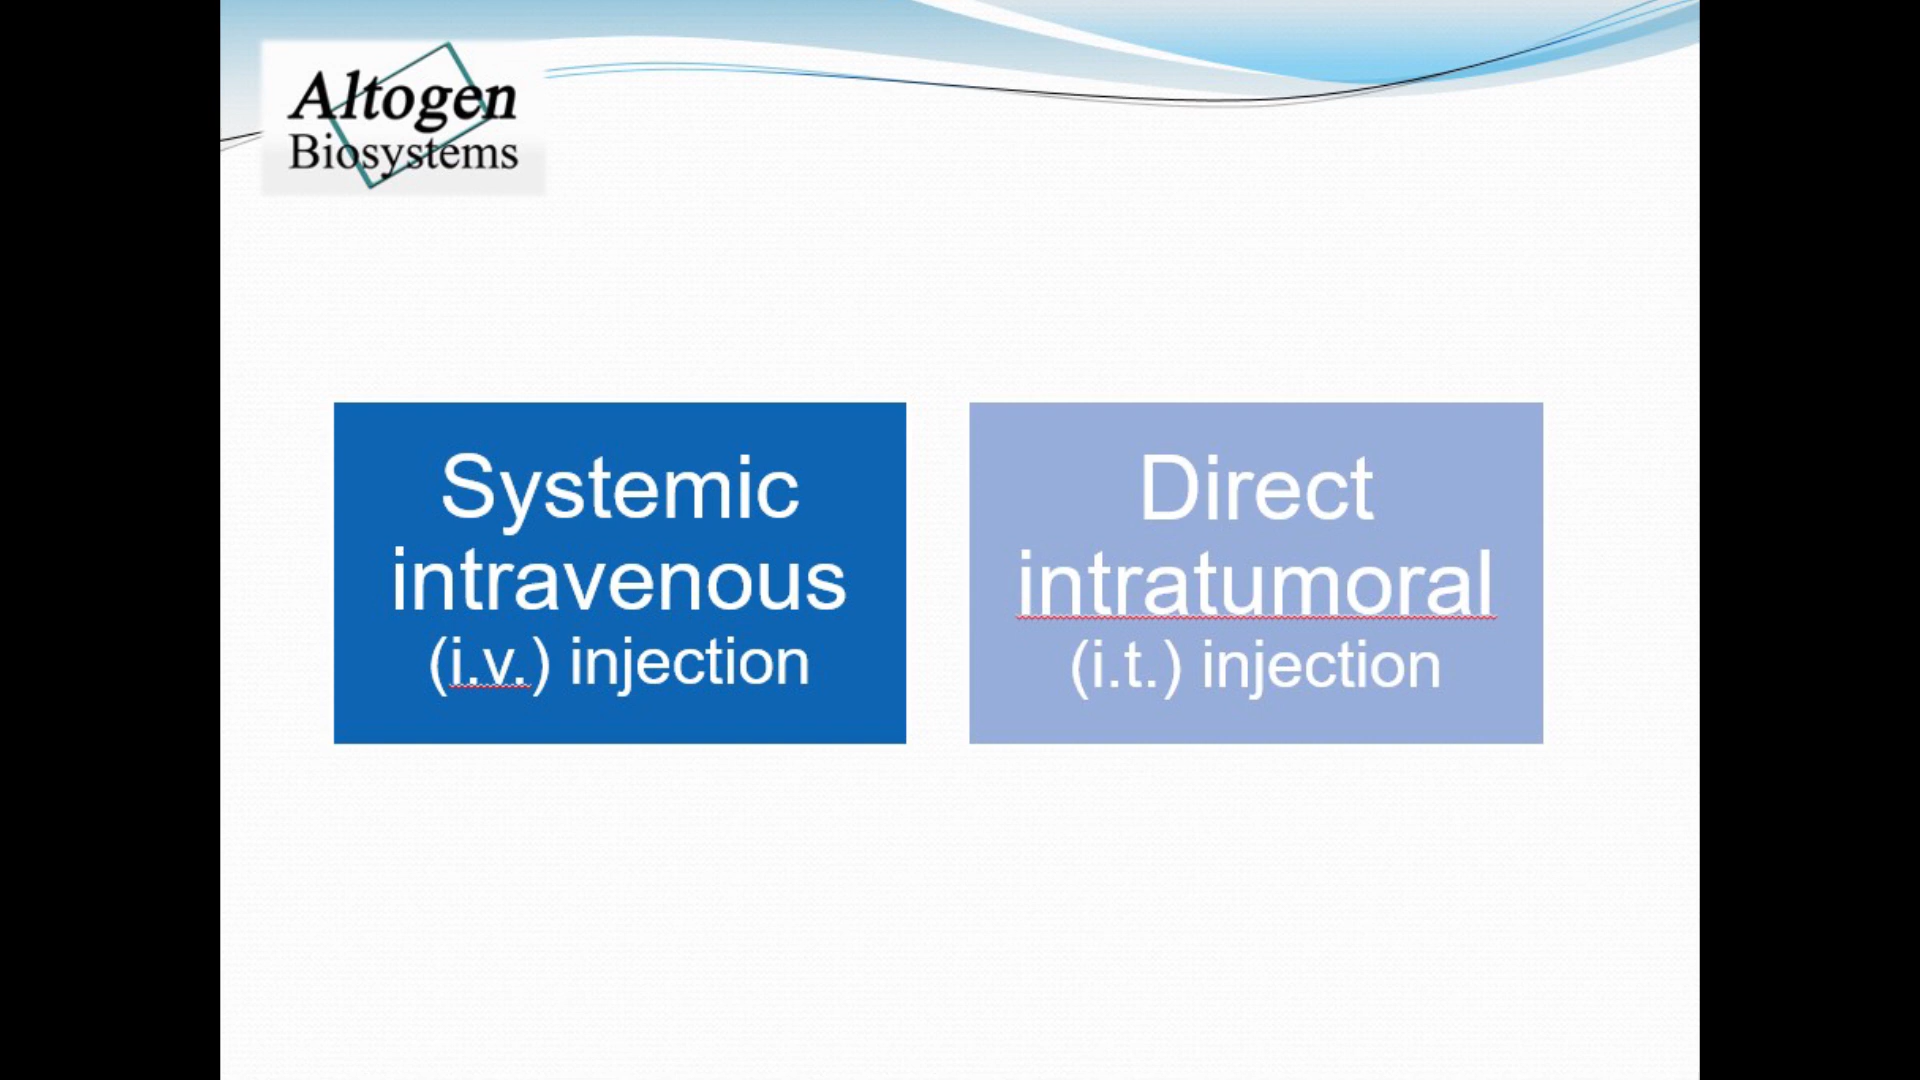 Altogen
Biosystems
Systemic
intravenous
(i.v.) injection
Direct
intratumoral
(i.t.) injection